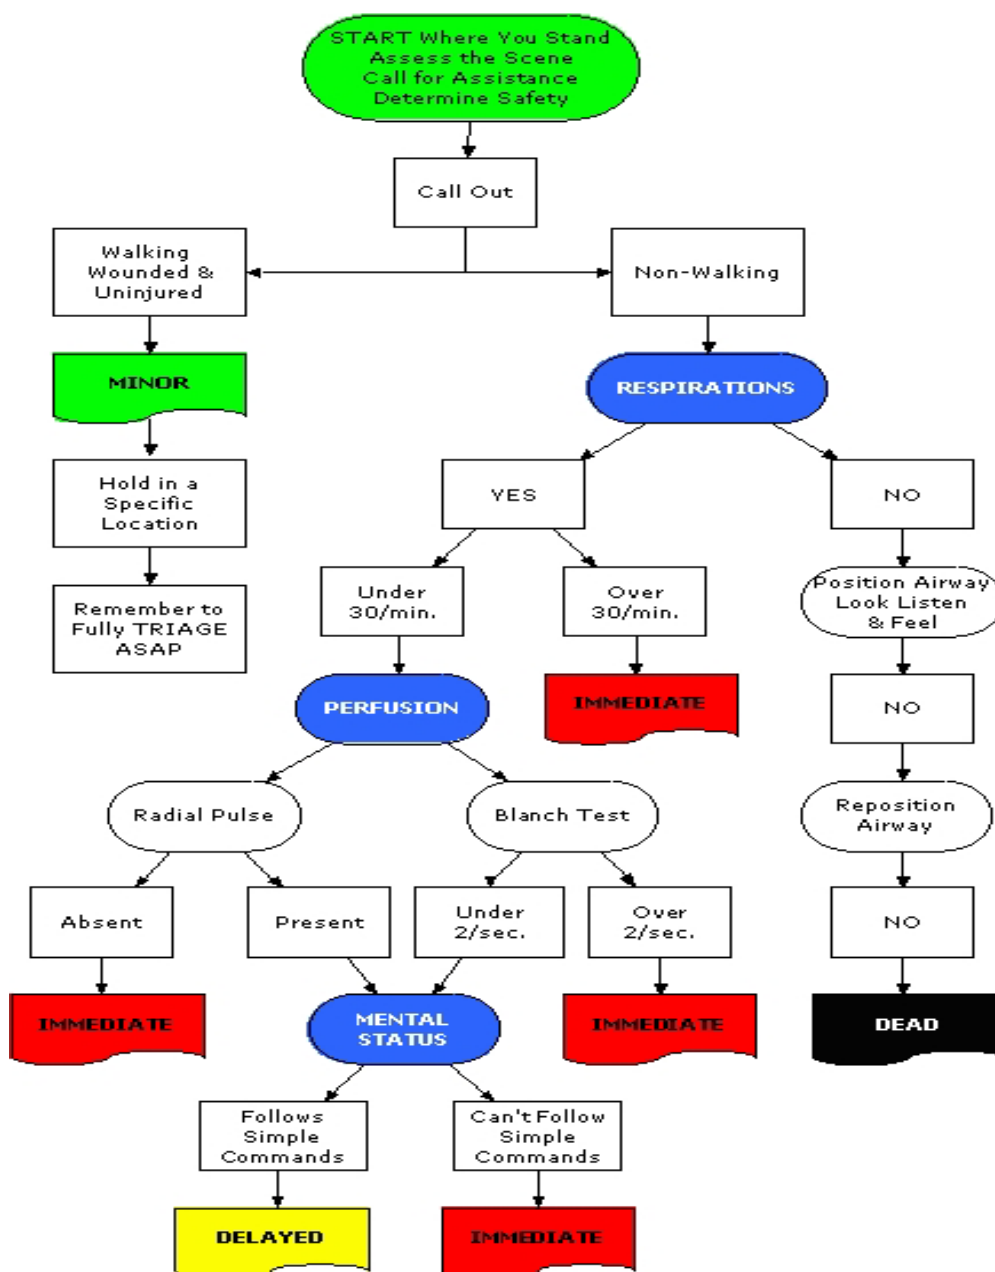 START Where You Stand
Assess the Scene
Call for Assistance
Determine Safety
Call Out
Walking
Wounded &
Uninjured
Non-Walking
MINOR
RESPIRATIONS
Hold in a
Specific
Location
YES
NO
Remember to
Fully TRIAGE
ASAP
Under
30/min.
Over
30/min.
Position Airway
Look Listen
& Feel
PERFUSION
IMMEDIATE
NO
Radial Pulse
Blanch Test
Reposition
Airway
Absent
Present
Under
2/sec.
Over
2/sec.
NO
IMMEDIATE
MENTAL
STATUS
IMMEDIATE
DEAD
Follows
Simple
Commands
Can't Follow
Simple
Commands
DELAYED
IMMEDIATE